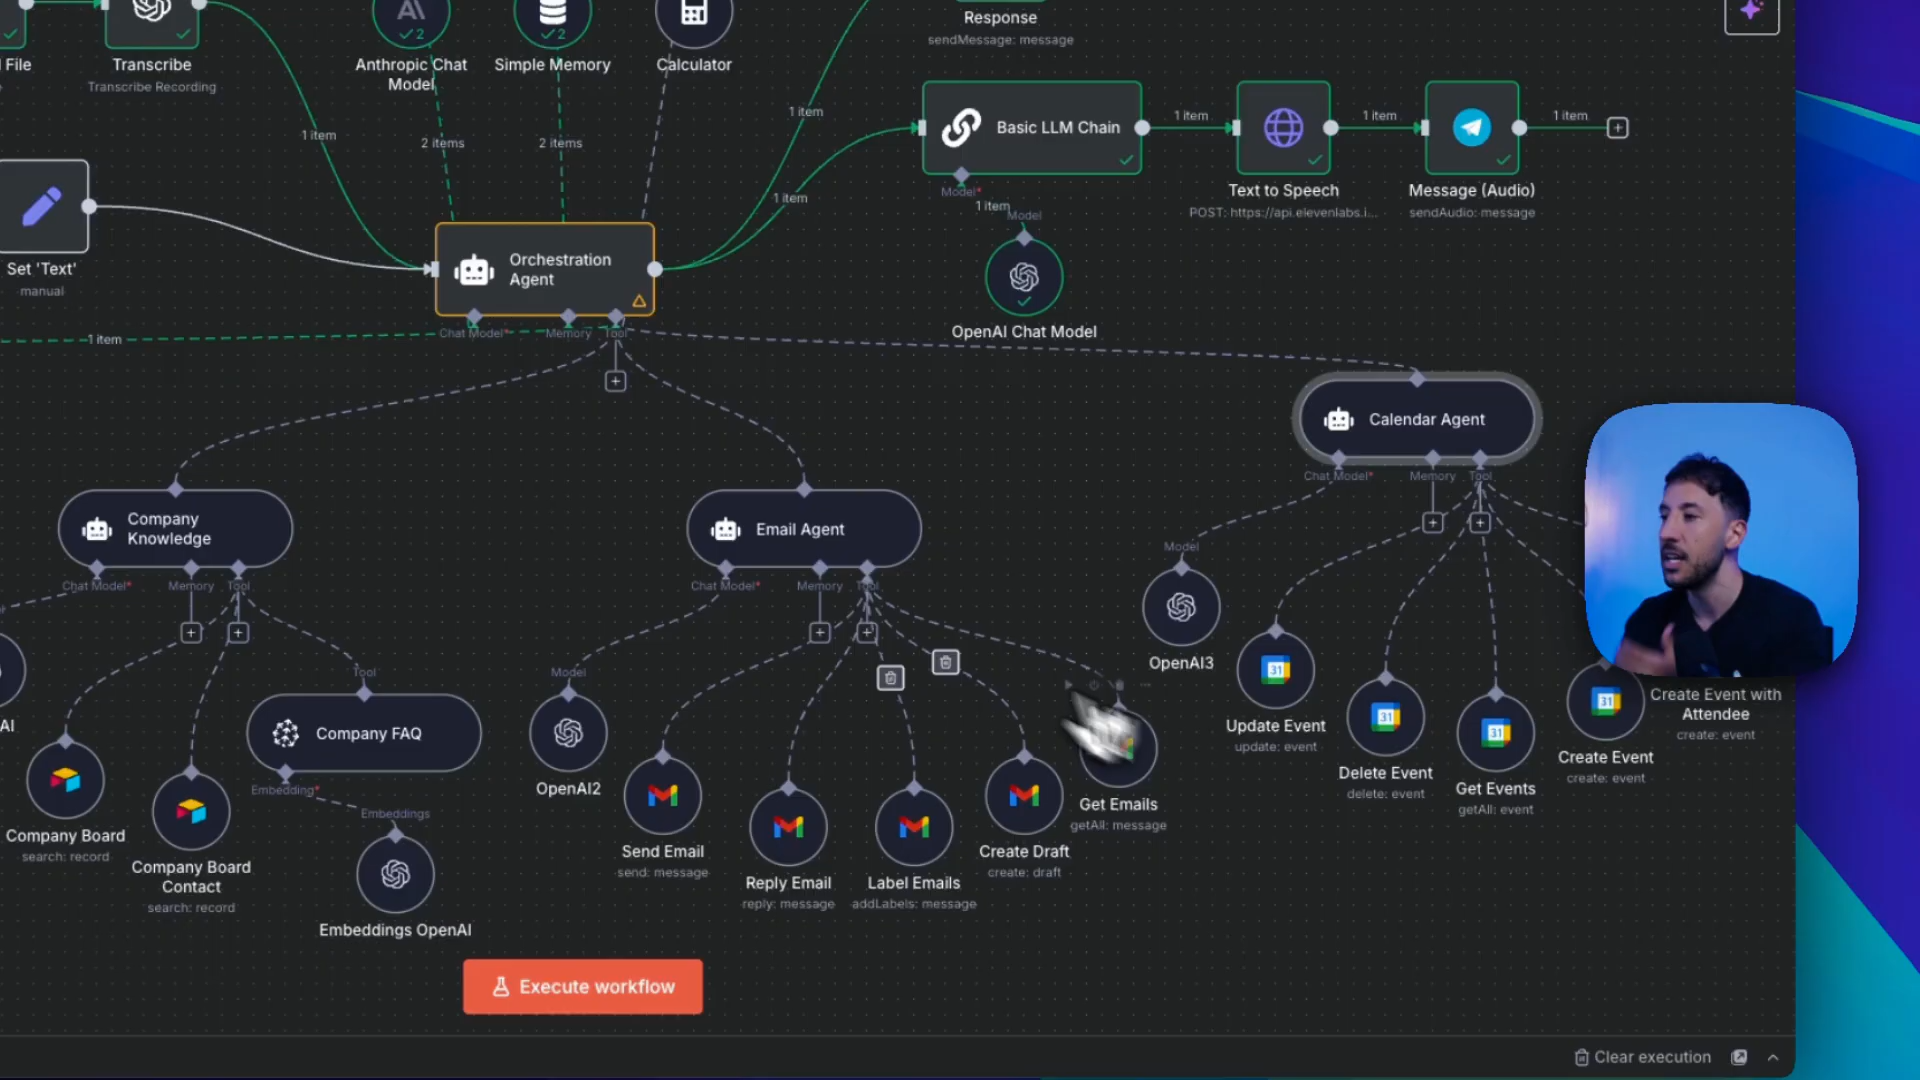 File
Transcribe
Transcribe Recording
2
Anthropic Chat
Model
2
Simple Memory
Calculator
Response
sendMessage: message
1 item
2 items
2 items
1 item
1 item
Basic LLM Chain
Model*
1 item
Model
OpenAI Chat Model
1 item
Text to Speech
POST: https://api.elevenlabs.i...
1 item
Message (Audio)
sendAudio: message
1 item
Set 'Text'
manual
Orchestration
Agent
Chat Model*
Memory
Tool
1 item
Calendar Agent
Chat Model*
Memory
Tool
Company
Knowledge
Chat Model*
Memory
Tool
Email Agent
Chat Model*
Memory
Tool
Model
OpenAI3
31
Update Event
update: event
31
Delete Event
delete: event
31
Get Events
getAll: event
31
Create Event
create: event
Create Event with
Attendee
create: event
AI
Company Board
search: record
Company Board
Contact
search: record
Tool
Company FAQ
Embedding*
Embeddings
Embeddings OpenAI
Model
OpenAI2
Send Email
send: message
Reply Email
reply: message
Label Emails
addLabels: message
Create Draft
create: draft
Get Emails
getAll: message
Execute workflow
Clear execution